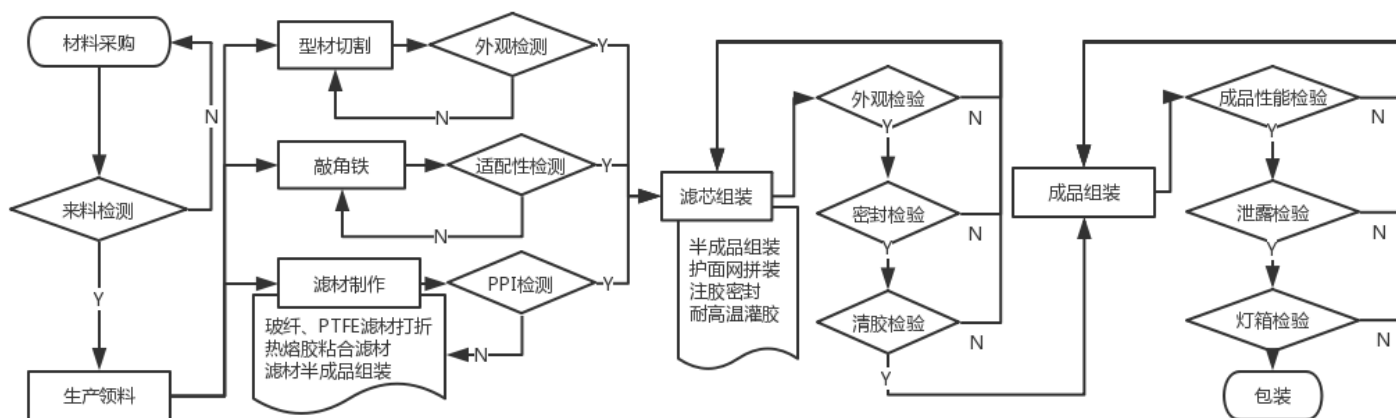 材料采购
N
来料检测
Y
生产领料
型材切割
外观检测
Y
N
敲角铁
适配性检测
Y
N
滤材制作
PPI检测
Y
N
玻纤、PTFE滤材打折
热熔胶粘合滤材
滤材半成品组装
滤芯组装
半成品组装
护面网拼装
注胶密封
耐高温灌胶
外观检验
N
Y
密封检验
N
Y
清胶检验
N
Y
成品组装
成品性能检验
N
Y
泄露检验
N
Y
灯箱检验
N
包装